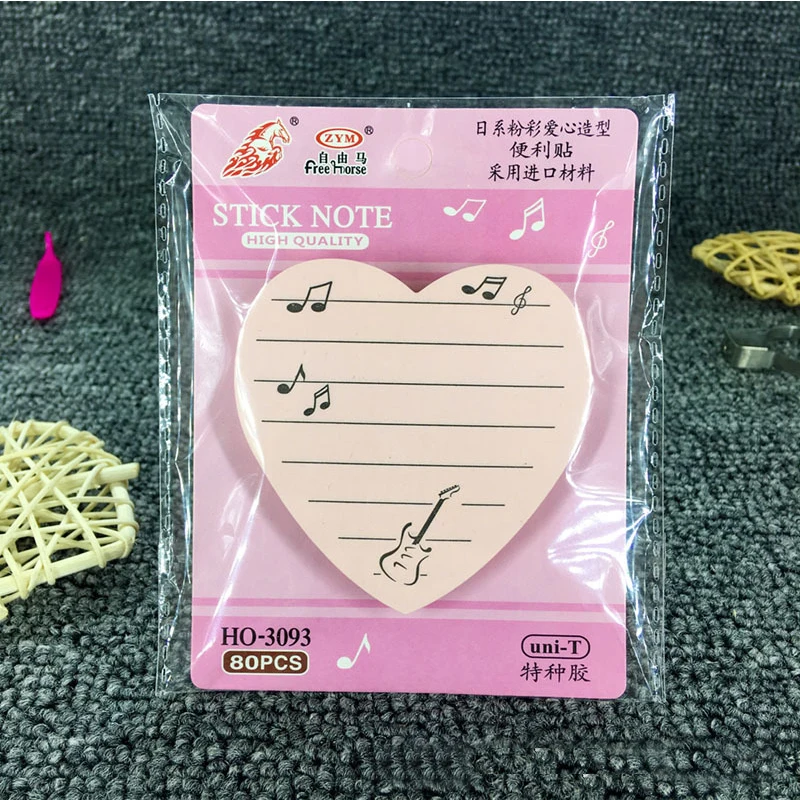 ®
ZYM ®
自由马
free horse
日系粉彩爱心造型
便利贴
采用进口材料
STICK NOTE
HIGH QUALITY
HO-3093
80PCS
uni-T
特种胶